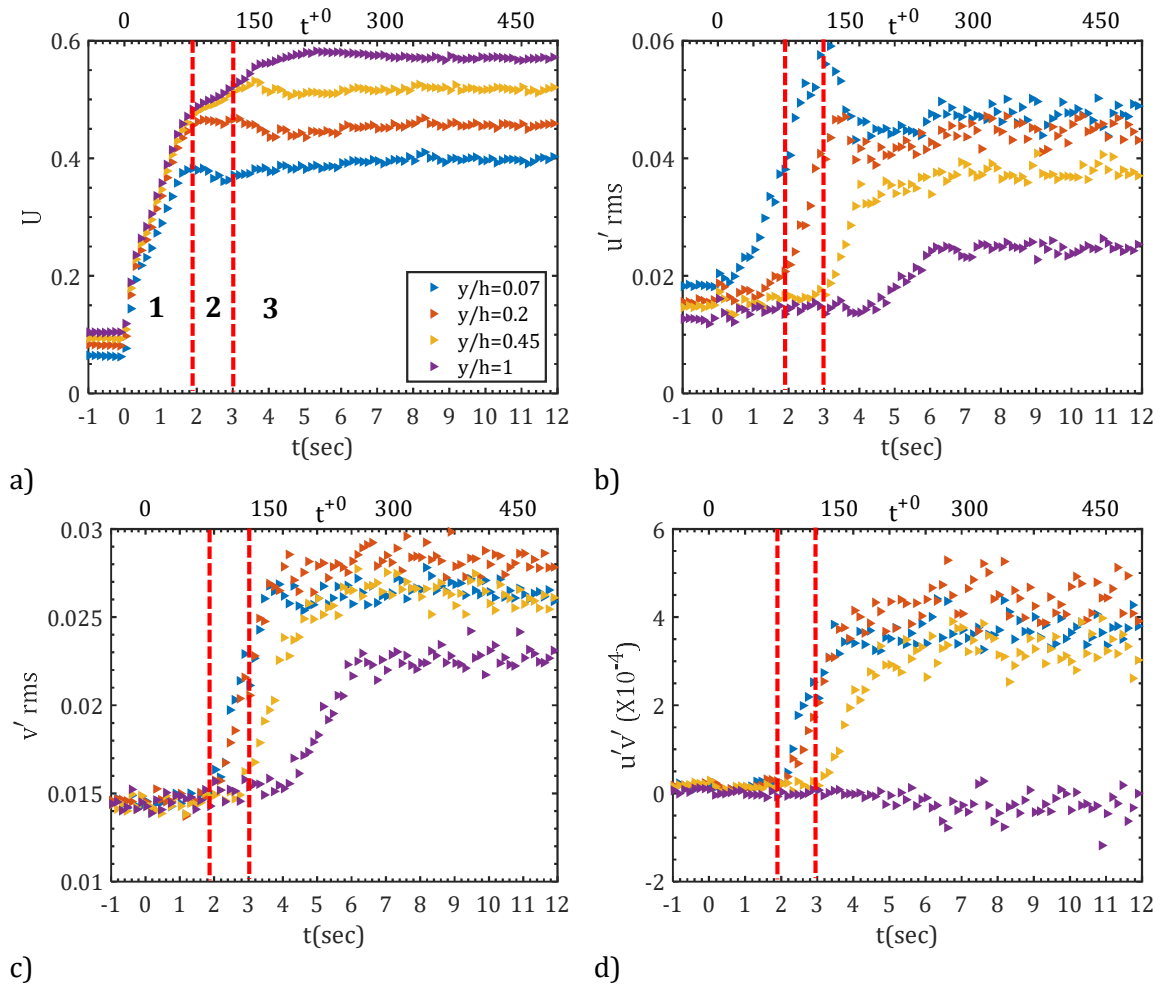 0 150 t+0 300 450
0.6
0.4
0.2
0
U
1 2 3
y/h=0.07
y/h=0.2
y/h=0.45
y/h=1
-1 0 1 2 3 4 5 6 7 8 9 10 11 12
t(sec)
a)
0 150 t+0 300 450
0.06
0.04
0.02
0
u' rms
-1 0 1 2 3 4 5 6 7 8 9 10 11 12
t(sec)
b)
0 150 t+0 300 450
0.03
0.025
0.02
0.015
0.01
v' rms
-1 0 1 2 3 4 5 6 7 8 9 10 11 12
t(sec)
c)
0 150 t+0 300 450
6
4
2
0
-2
u'v' (X10-4)
-1 0 1 2 3 4 5 6 7 8 9 10 11 12
t(sec)
d)